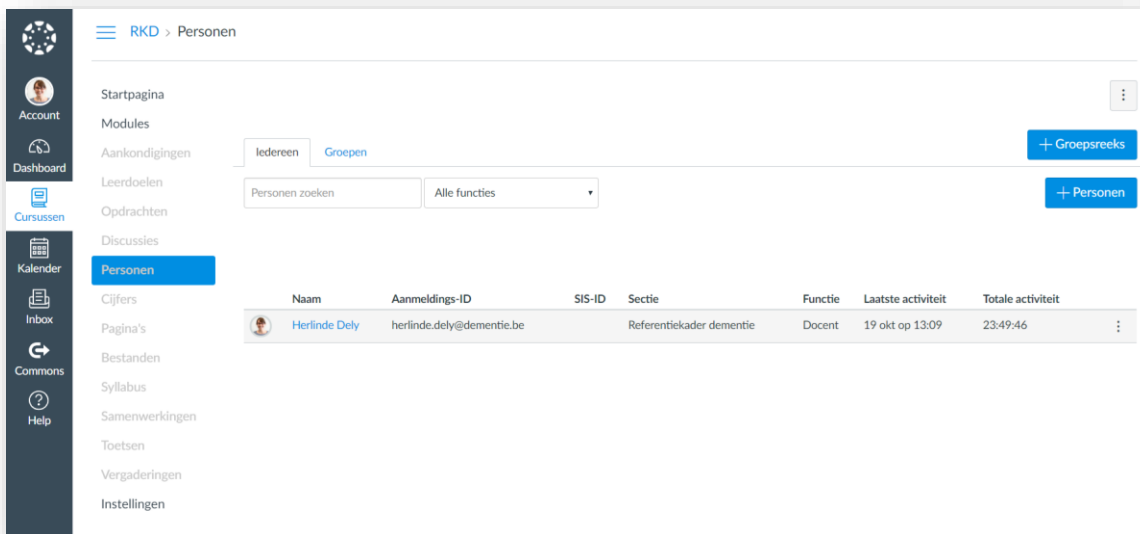 RKD > Personen
Account
Dashboard
Cursussen
Kalender
Inbox
Commons
Help
Startpagina
Modules
Aankondigingen
Leerdoelen
Opdrachten
Discussies
Personen
Cijfers
Pagina's
Bestanden
Syllabus
Samenwerkingen
Toetsen
Vergaderingen
Instellingen
Iedereen Groepen
+ Groepsreeks
Personen zoeken Alle functies
+ Personen
Naam Aanmeldings-ID SIS-ID Sectie Functie Laatste activiteit Totale activiteit
Herlinde Dely herlinde.dely@dementie.be Referentiekader dementie Docent 19 okt op 13:09 23:49:46